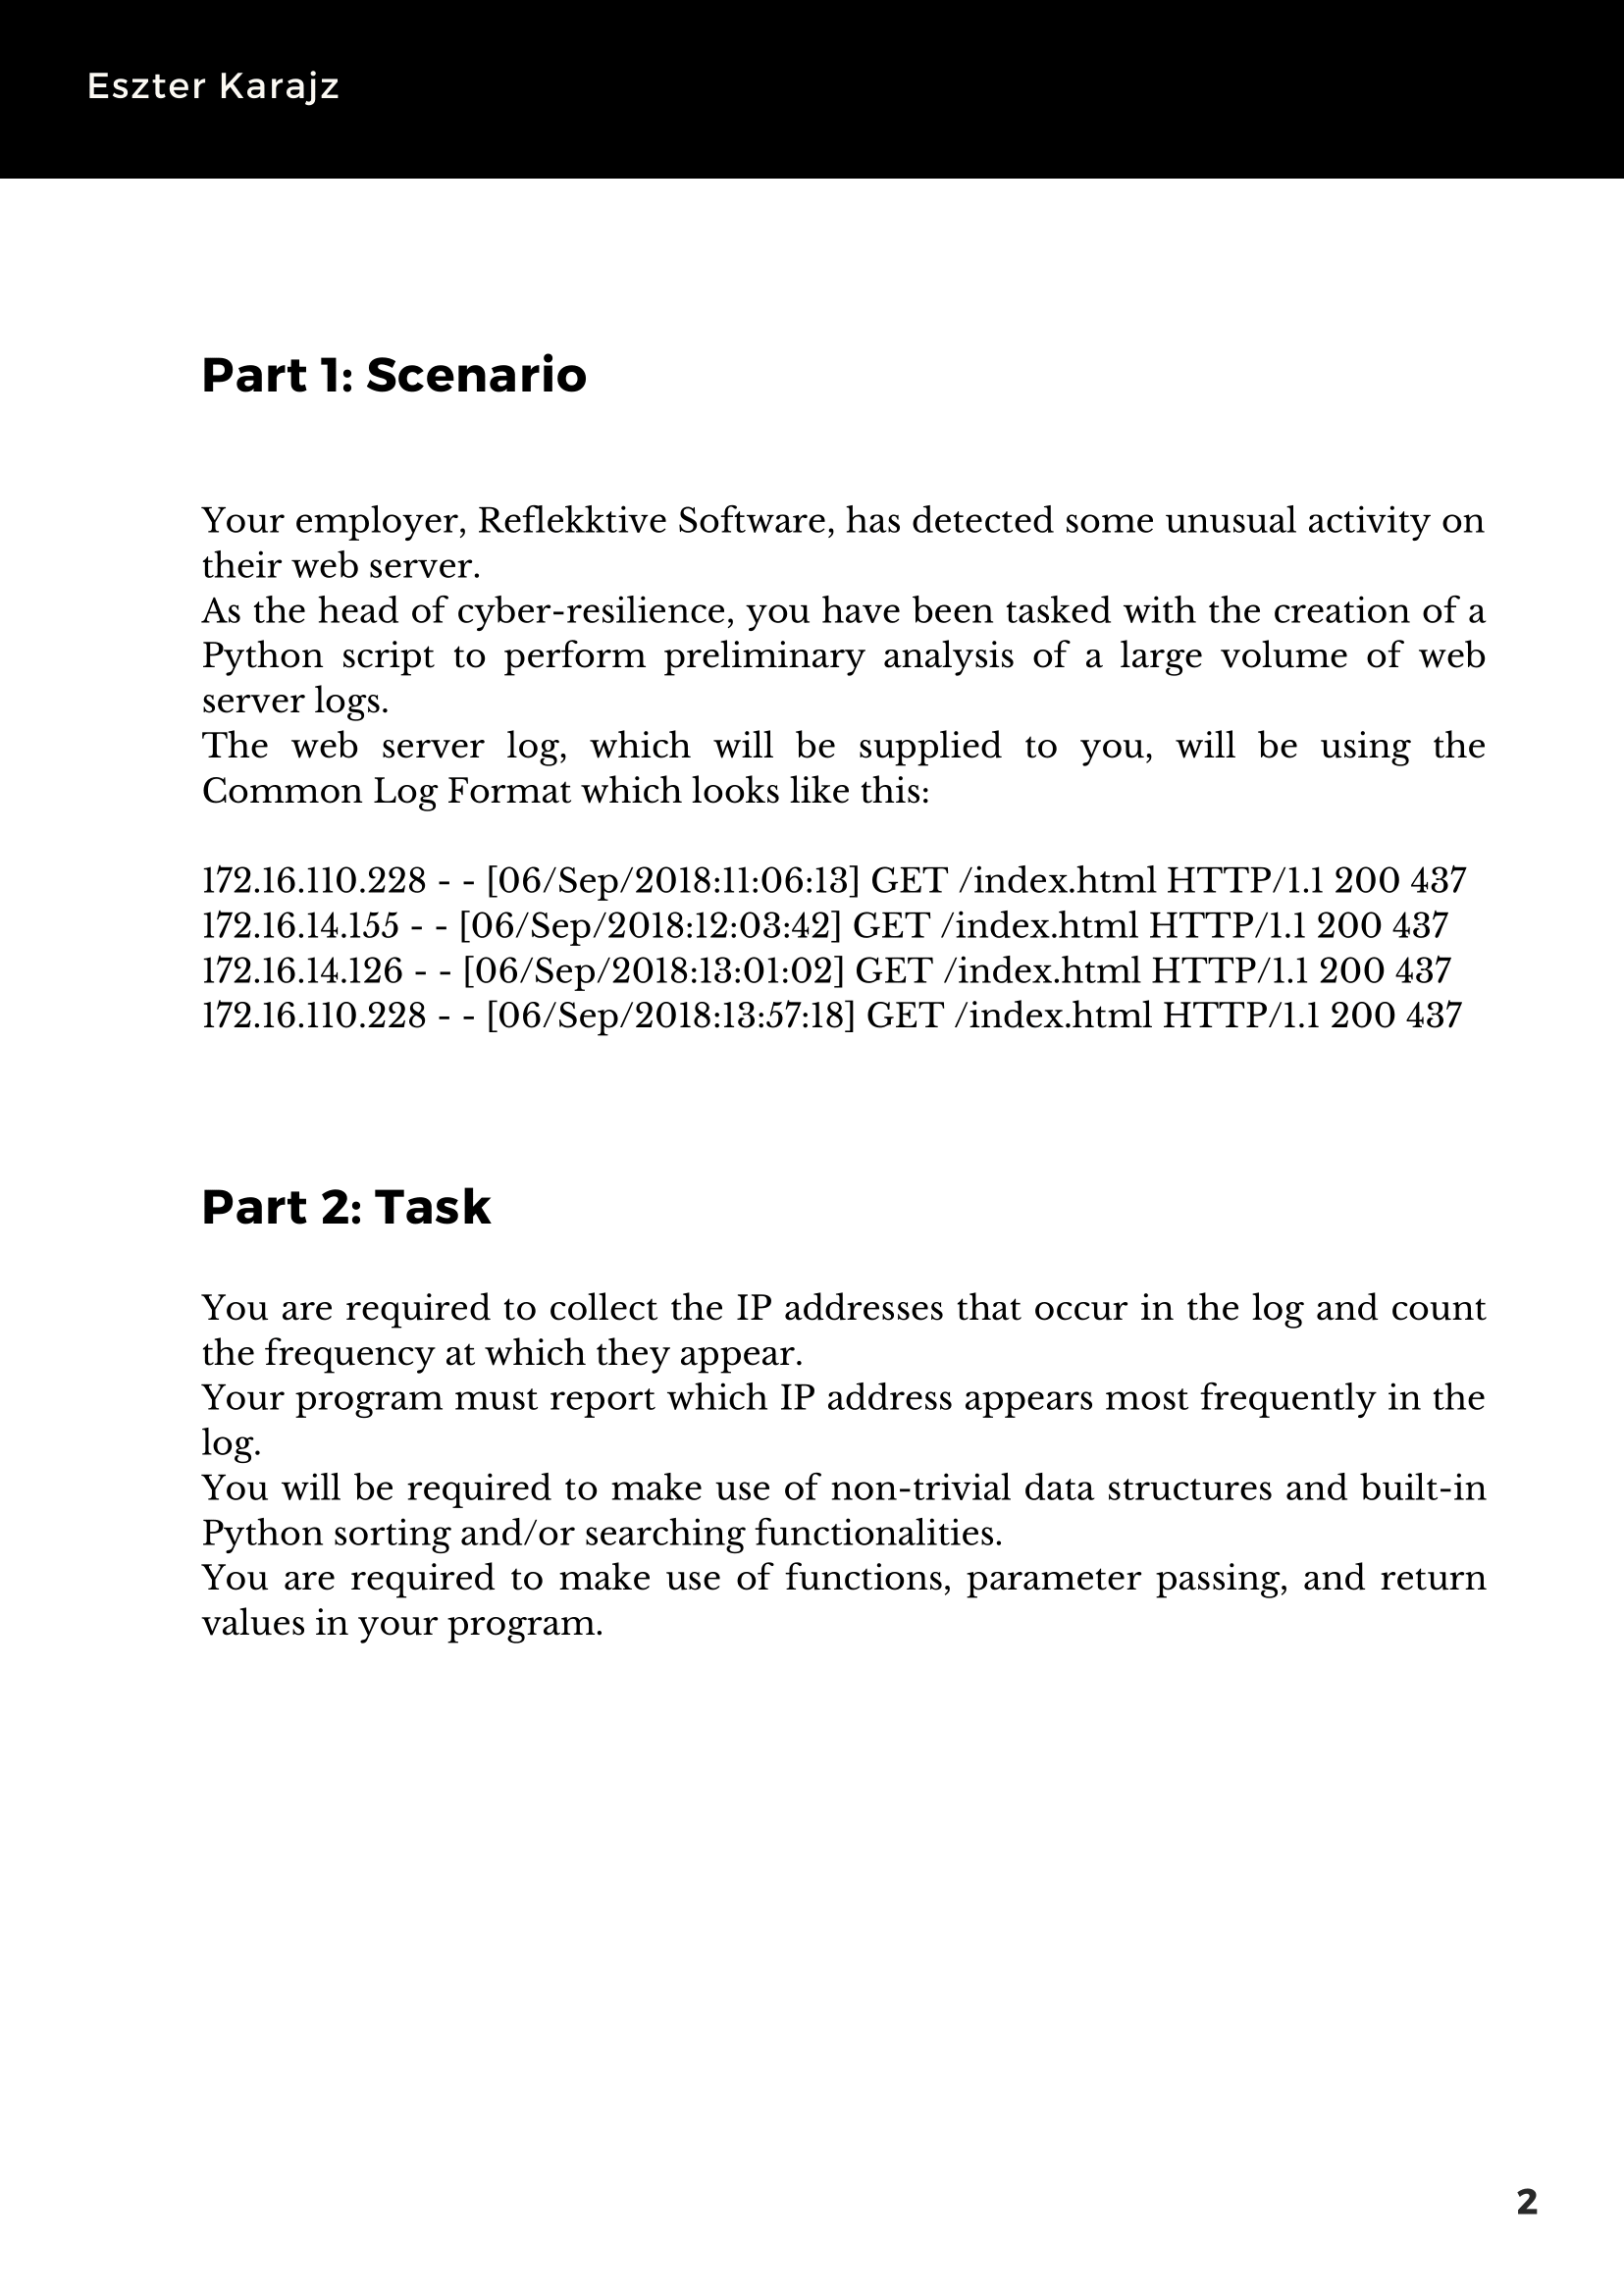 Eszter Karajz
Part 1: Scenario
Your employer, Reflekktive Software, has detected some unusual activity on
their web server.
As the head of cyber-resilience, you have been tasked with the creation of a
Python script to perform preliminary analysis of a large volume of web
server logs.
The web server log, which will be supplied to you, will be using the
Common Log Format which looks like this:
172.16.110.228 - - [06/Sep/2018:11:06:13] GET /index.html HTTP/1.1 200 437
172.16.14.155 - - [06/Sep/2018:12:03:42] GET /index.html HTTP/1.1 200 437
172.16.14.126 - - [06/Sep/2018:13:01:02] GET /index.html HTTP/1.1 200 437
172.16.110.228 - - [06/Sep/2018:13:57:18] GET /index.html HTTP/1.1 200 437
Part 2: Task
You are required to collect the IP addresses that occur in the log and count
the frequency at which they appear.
Your program must report which IP address appears most frequently in the
log.
You will be required to make use of non-trivial data structures and built-in
Python sorting and/or searching functionalities.
You are required to make use of functions, parameter passing, and return
values in your program.
2